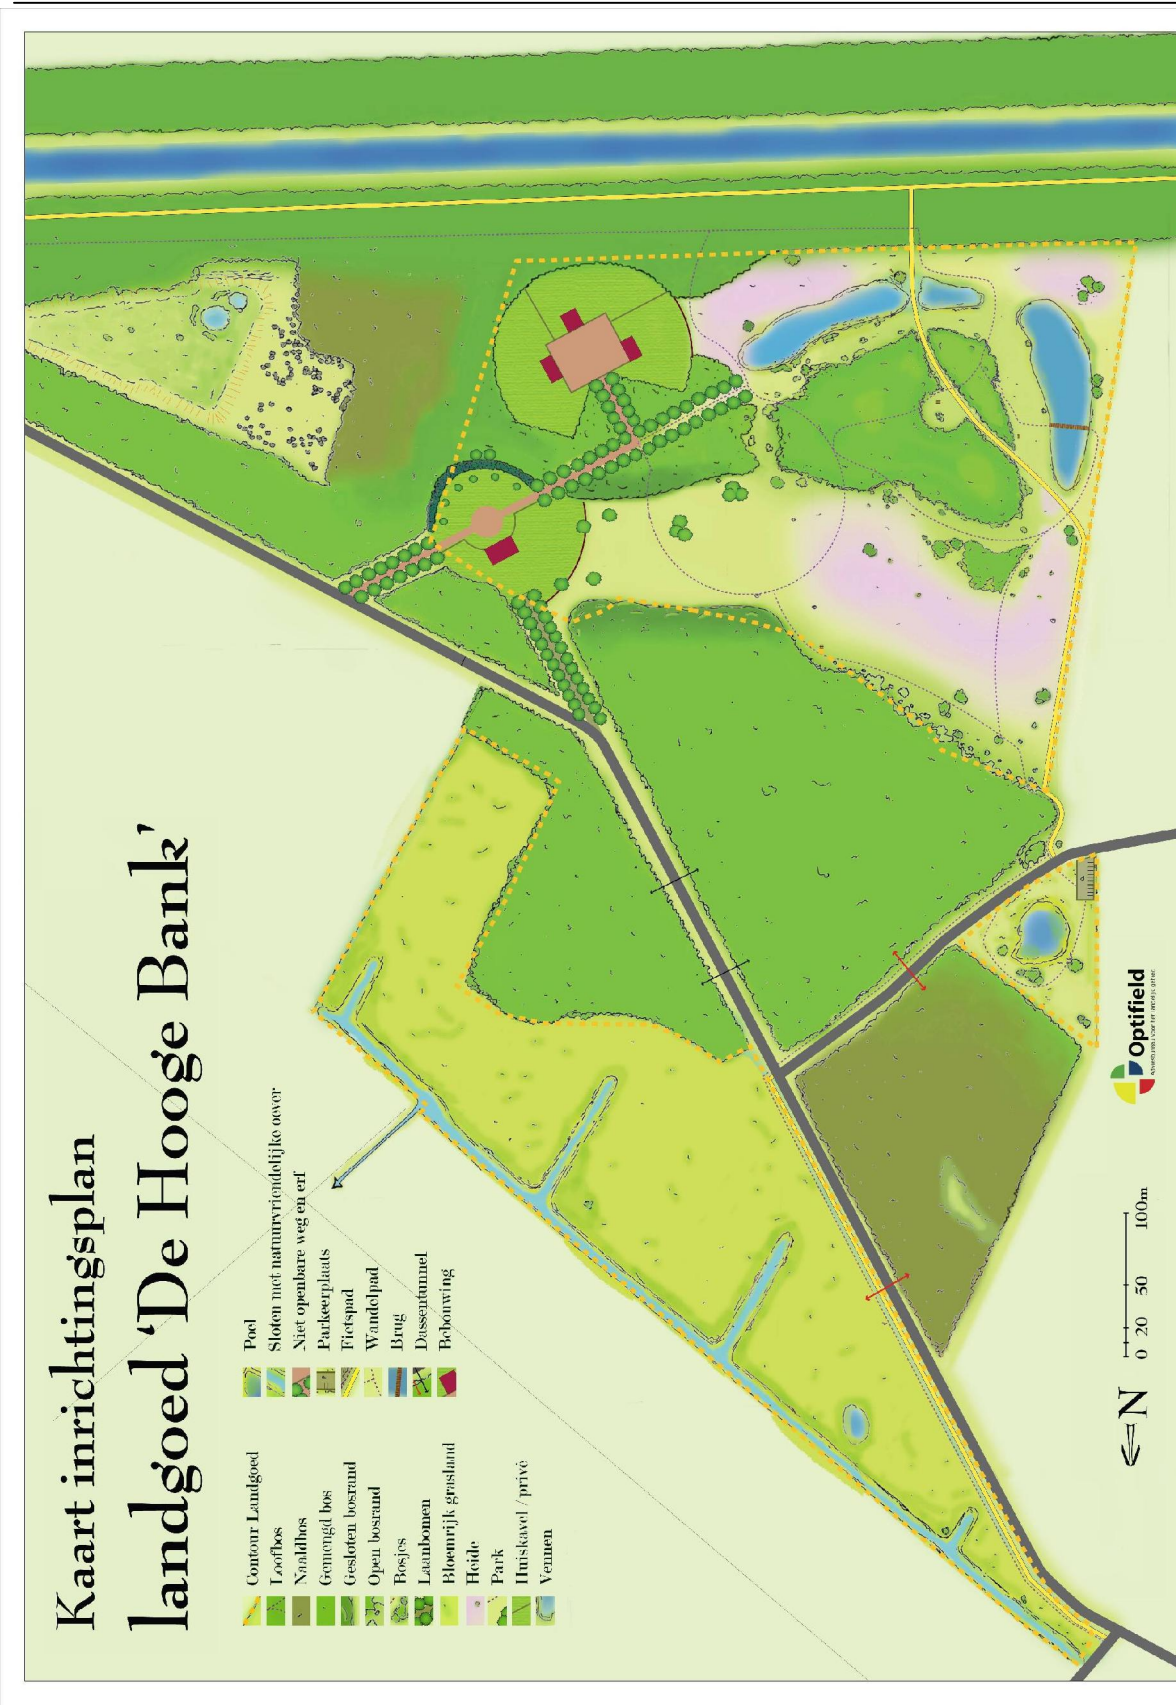 Kaart inrichtingsplan
landgoed 'De Hooge Bank'
Contour Landgoed
Loofbos
Naaldbos
Gemengd bos
Gesloten bosrand
Open bosrand
Bosjes
Laanbomen
Bloemrijk grasland
Heide
Park
Huiskavel / privé
Vennen
Poel
Sloten met natuurvriendelijke oever
Niet openbare weg en erf
Parkeerplaats
Fietspad
Wandelpad
Brug
Dassentunnel
Bebouwing
N
0 20 50 100m
Optifield